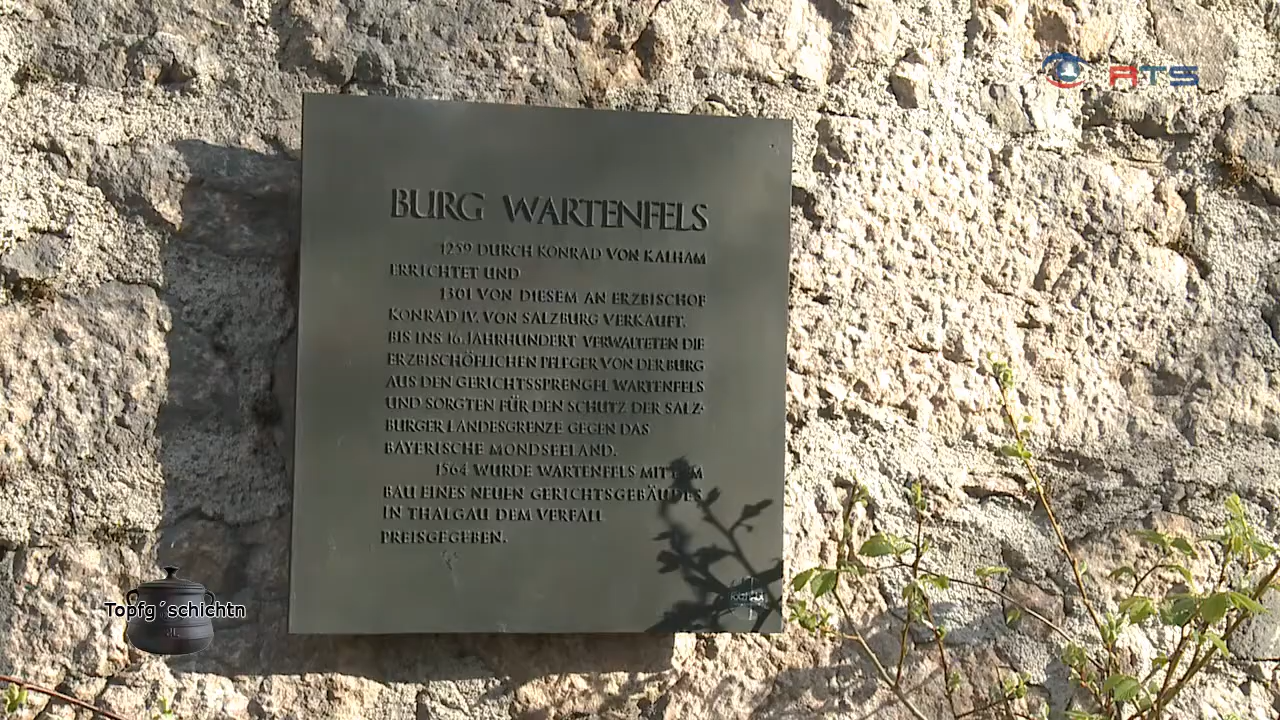 RTS
BURG WARTENFELS
1259 DURCH KONRAD VON KALHAM
ERRICHTET UND
1301 VON DIESEM AN ERZBISCHOF
KONRAD IV. VON SALZBURG VERKAUFT.
BIS INS 16. JAHRHUNDERT VERWALTETEN DIE
ERZBISCHÖFLICHEN PFLEGER VON DER BURG
AUS DEN GERICHTSSPRENGEL WARTENFELS
UND SORGTEN FÜR DEN SCHUTZ DER SALZ-
BURGER LANDESGRENZE GEGEN DAS
BAYERISCHE MONDSEELAND.
1564 WURDE WARTENFELS MIT DEM
BAU EINES NEUEN GERICHTSGEBÄUDES
IN THALGAU DEM VERFALL
PREISGEGEBEN.
Topfg´schichtn